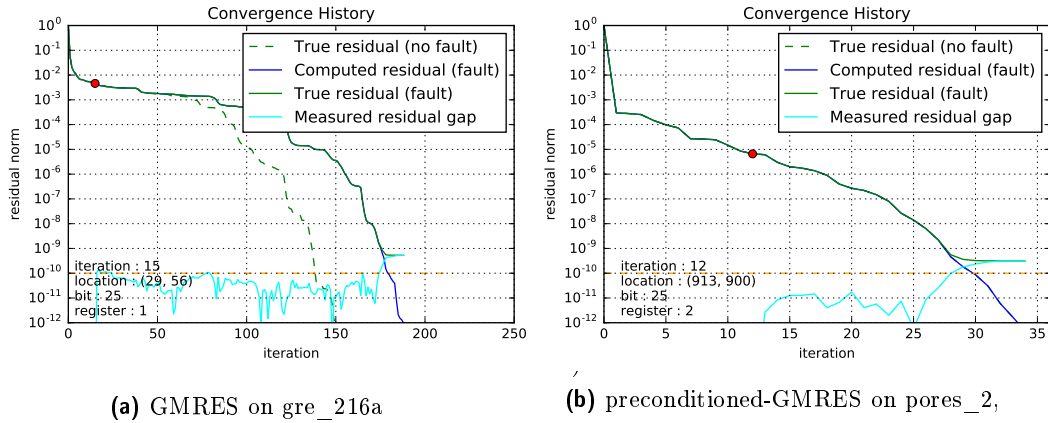 Convergence History
10^0
10^-1
10^-2
10^-3
10^-4
10^-5
10^-6
10^-7
10^-8
10^-9
10^-10
10^-11
10^-12
residual norm
True residual (no fault)
Computed residual (fault)
True residual (fault)
Measured residual gap
iteration : 15
location : (29, 56)
bit : 25
register : 1
0 50 100 150 200 250
iteration
(a) GMRES on gre_216a
Convergence History
10^0
10^-1
10^-2
10^-3
10^-4
10^-5
10^-6
10^-7
10^-8
10^-9
10^-10
10^-11
10^-12
residual norm
True residual (no fault)
Computed residual (fault)
True residual (fault)
Measured residual gap
iteration : 12
location : (913, 900)
bit : 25
register : 2
0 5 10 15 20 25 30 35
iteration
,
(b) preconditioned-GMRES on pores_2,